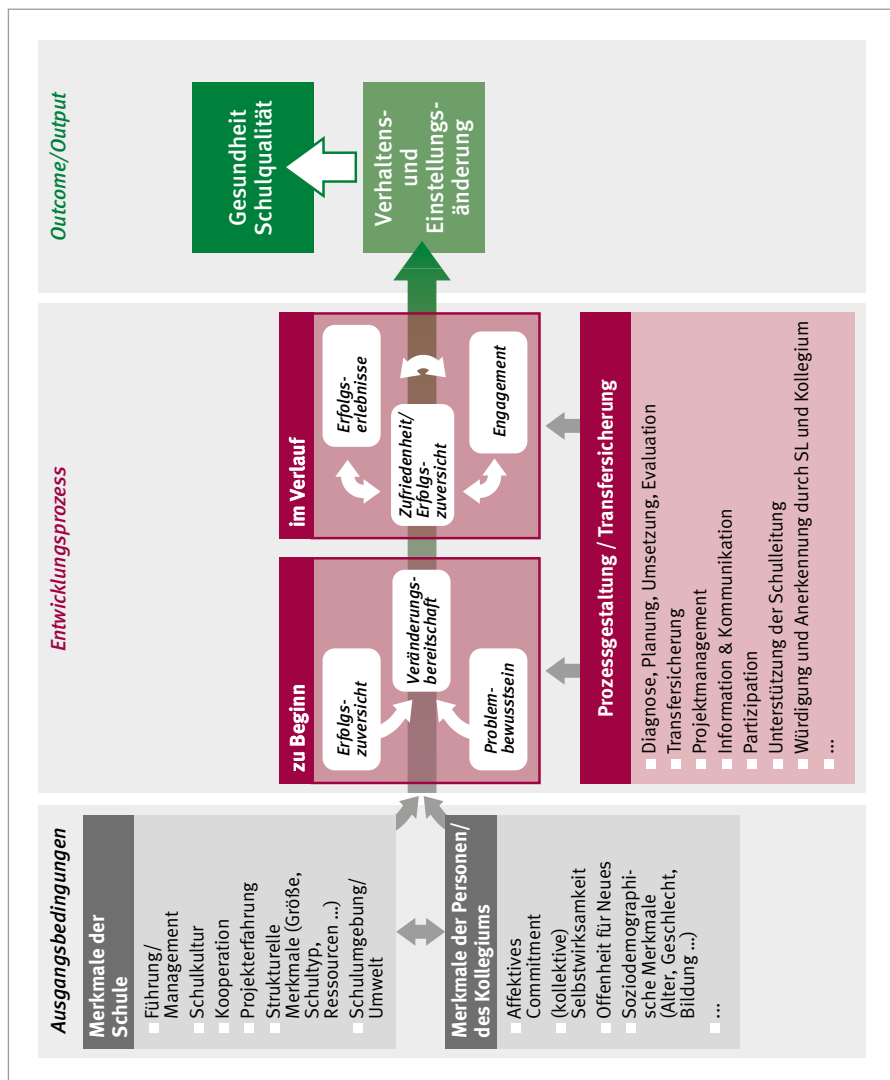 Ausgangsbedingungen
Merkmale der
Schule
Führung/
Management
Schulkultur
Kooperation
Projekterfahrung
Strukturelle
Merkmale (Größe,
Schultyp,
Ressourcen ...)
Schulumgebung/
Umwelt
Merkmale der Personen/
des Kollegiums
Affektives
Commitment
(kollektive)
Selbstwirksamkeit
Offenheit für Neues
Soziodemographi-
sche Merkmale
(Alter, Geschlecht,
Bildung ...)
...
Entwicklungsprozess
zu Beginn
Erfolgs-
zuversicht
Veränderungs-
bereitschaft
Problem-
bewusstsein
im Verlauf
Erfolgs-
erlebnisse
Zufriedenheit/
Erfolgs-
zuversicht
Engagement
Prozessgestaltung / Transfersicherung
Diagnose, Planung, Umsetzung, Evaluation
Transfersicherung
Projektmanagement
Information & Kommunikation
Partizipation
Unterstützung der Schulleitung
Würdigung und Anerkennung durch SL und Kollegium
...
Outcome/Output
Gesundheit
Schulqualität
Verhaltens-
und
Einstellungs-
änderung